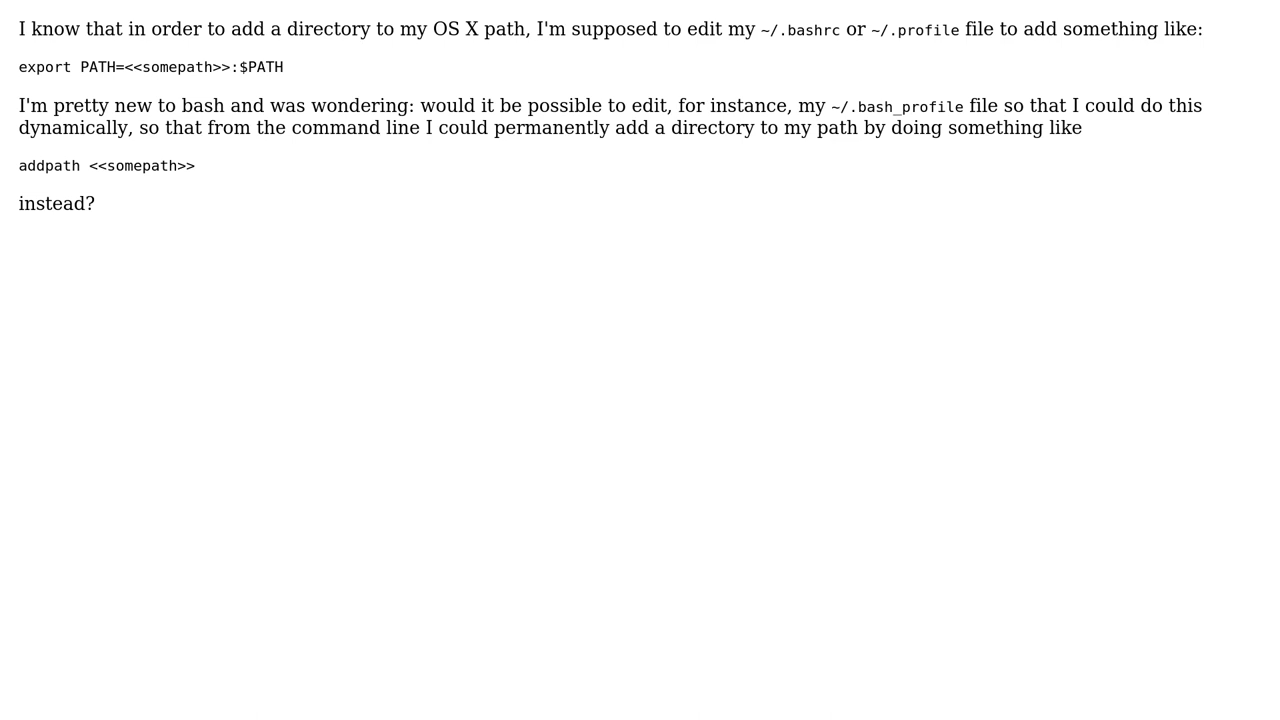 I know that in order to add a directory to my OS X path, I'm supposed to edit my ~/.bashrc or ~/.profile file to add something like:
export PATH=<<somepath>>:$PATH
I'm pretty new to bash and was wondering: would it be possible to edit, for instance, my ~/.bash_profile file so that I could do this
dynamically, so that from the command line I could permanently add a directory to my path by doing something like
addpath <<somepath>>
instead?